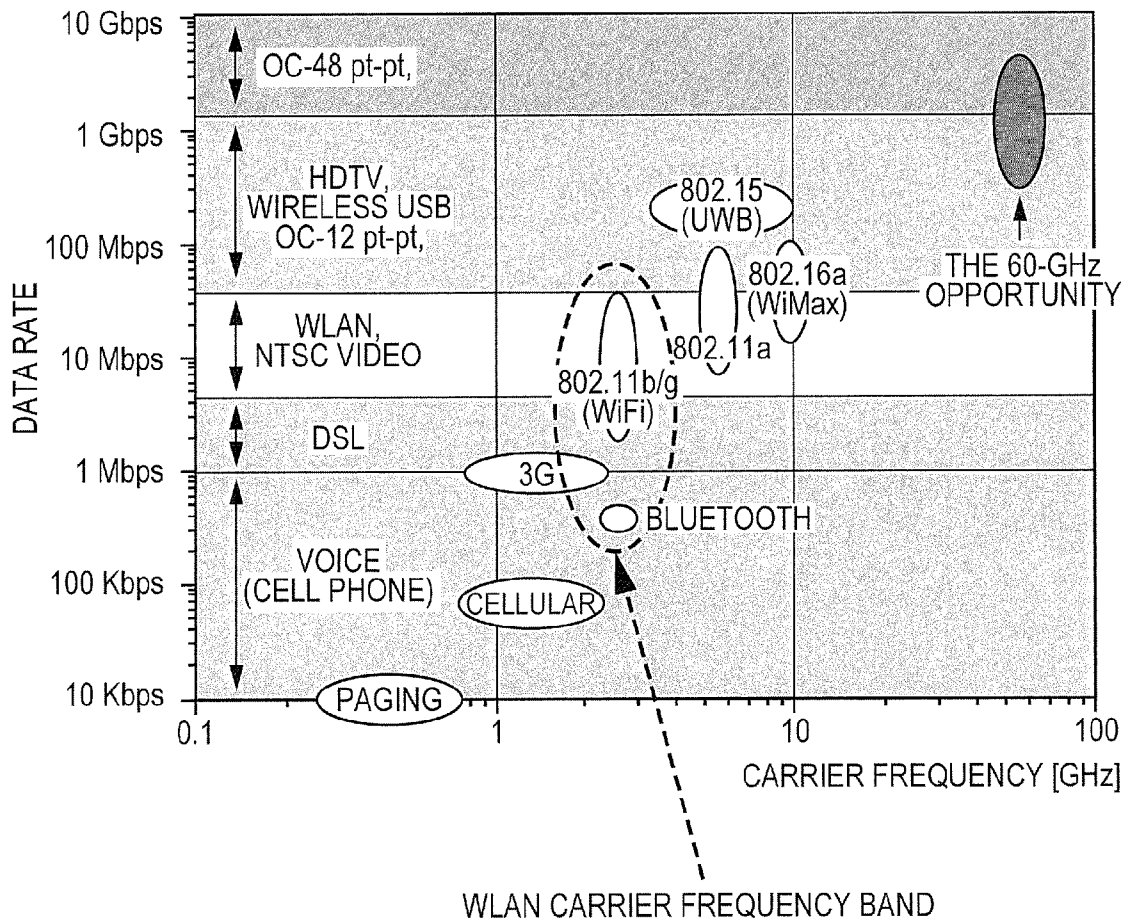 10 Gbps
OC-48 pt-pt,
1 Gbps
HDTV,
WIRELESS USB
OC-12 pt-pt,
802.15
(UWB)
100 Mbps
802.16a
(WiMax)
THE 60-GHz
OPPORTUNITY
WLAN,
NTSC VIDEO
10 Mbps
802.11a
802.11b/g
(WiFi)
DSL
1 Mbps
3G
BLUETOOTH
VOICE
(CELL PHONE)
100 Kbps
CELLULAR
10 Kbps
PAGING
DATA RATE
0.1
1
10
100
CARRIER FREQUENCY [GHz]
WLAN CARRIER FREQUENCY BAND